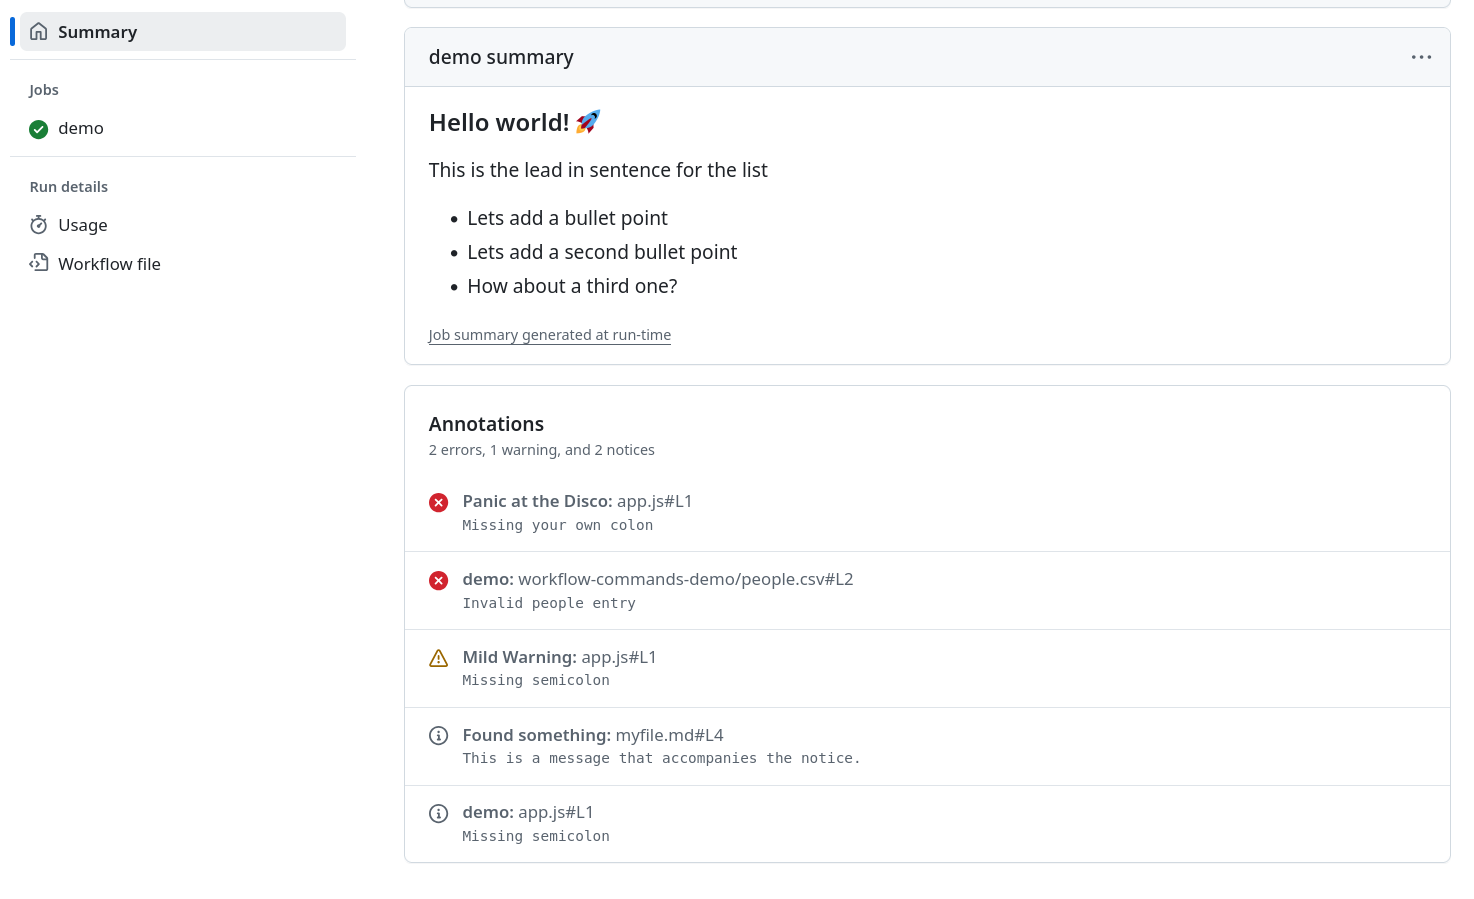 Summary
Jobs
demo
Run details
Usage
Workflow file
demo summary
Hello world! 🚀
This is the lead in sentence for the list
• Lets add a bullet point
• Lets add a second bullet point
• How about a third one?
Job summary generated at run-time
Annotations
2 errors, 1 warning, and 2 notices
Panic at the Disco: app.js#L1
Missing your own colon
demo: workflow-commands-demo/people.csv#L2
Invalid people entry
Mild Warning: app.js#L1
Missing semicolon
Found something: myfile.md#L4
This is a message that accompanies the notice.
demo: app.js#L1
Missing semicolon